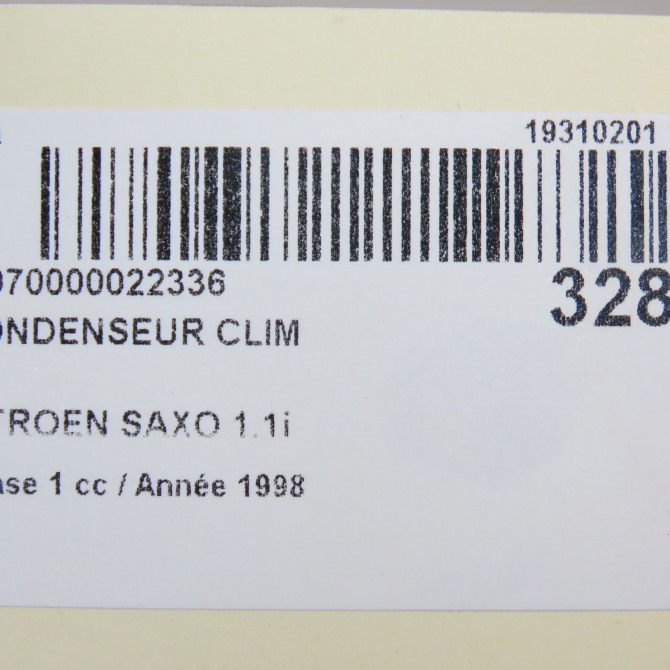 19310201
070000022336
328
ONDENSEUR CLIM
TROEN SAXO 1.1i
ase 1 cc / Année 1998